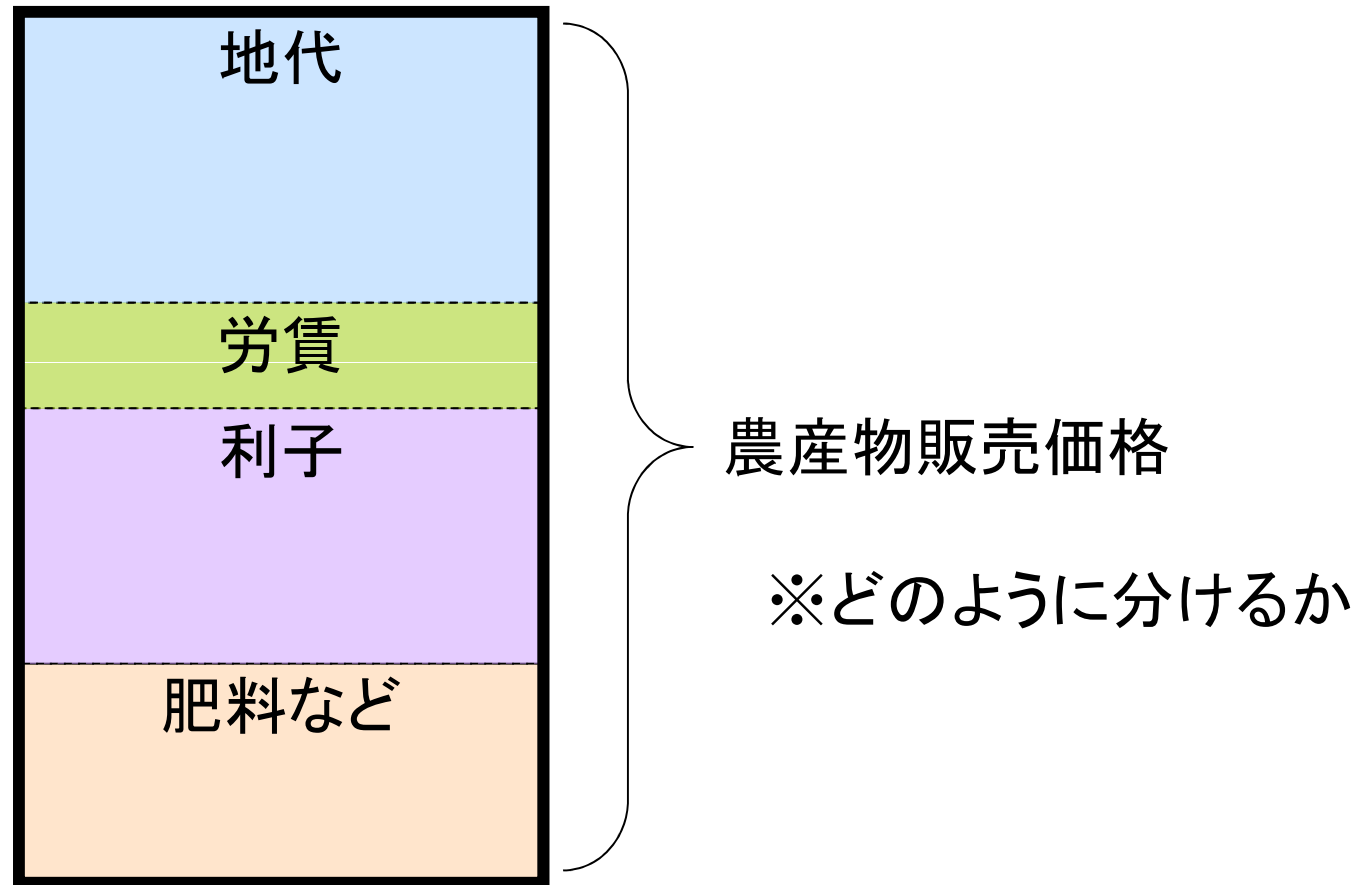 地代
労賃
利子
農産物販売価格
※どのように分けるか
肥料など